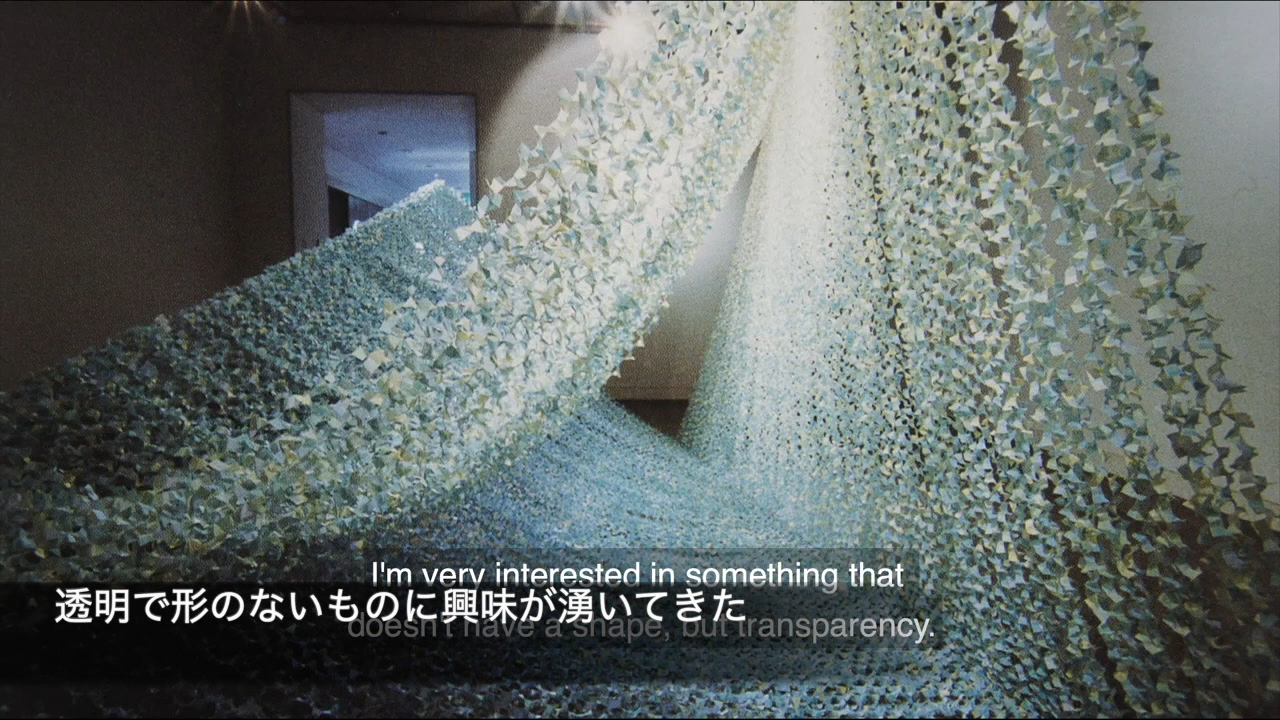 I'm very interested in something that
透明で形のないものに興味が湧いてきた
doesn't have a shape, but transparency.